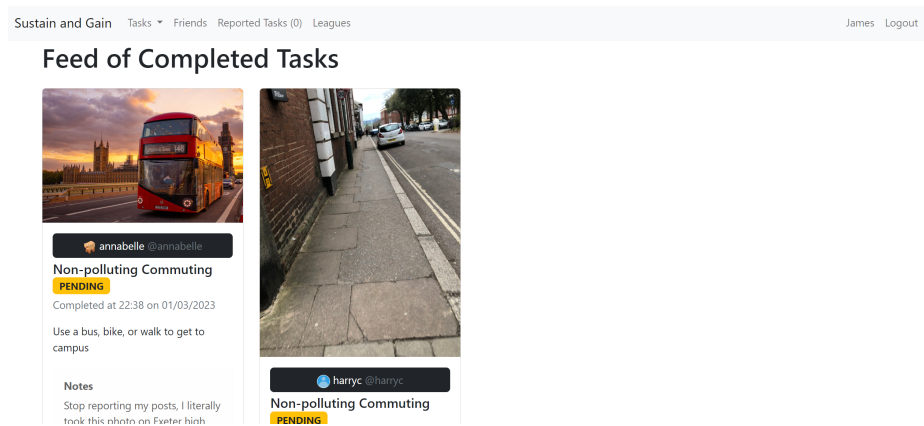 Sustain and Gain Tasks Friends Reported Tasks (0) Leagues James Logout
Feed of Completed Tasks
148
annabelle @annabelle
Non-polluting Commuting
PENDING
Completed at 22:38 on 01/03/2023
Use a bus, bike, or walk to get to
campus
Notes
Stop reporting my posts, I literally
took this photo on Exeter high
harryc @harryc
Non-polluting Commuting
PENDING